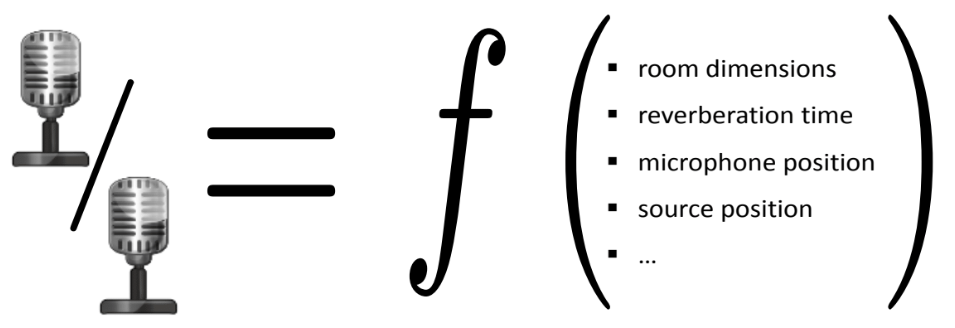 / = f (
▪ room dimensions
▪ reverberation time
▪ microphone position
▪ source position
▪ ...
)